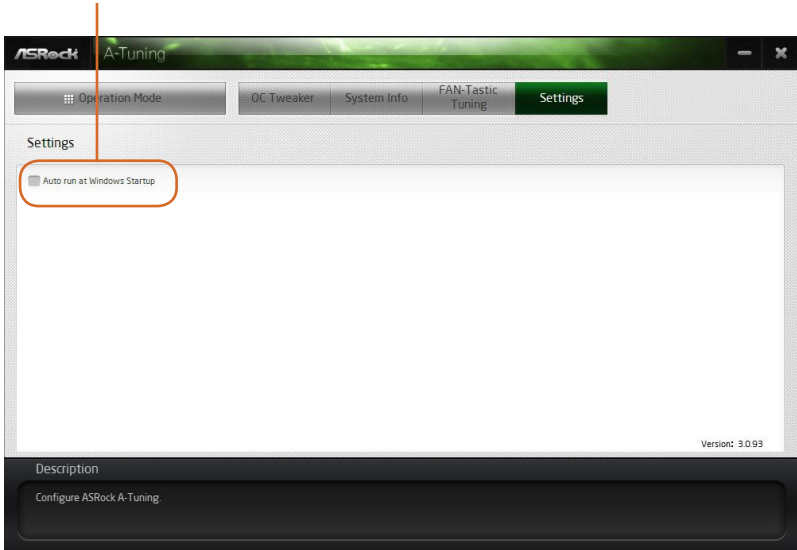 ASRock A-Tuning
Operation Mode
OC Tweaker
System Info
FAN-Tastic
Tuning
Settings
Settings
Auto run at Windows Startup
Version: 3.0.93
Description
Configure ASRock A-Tuning.